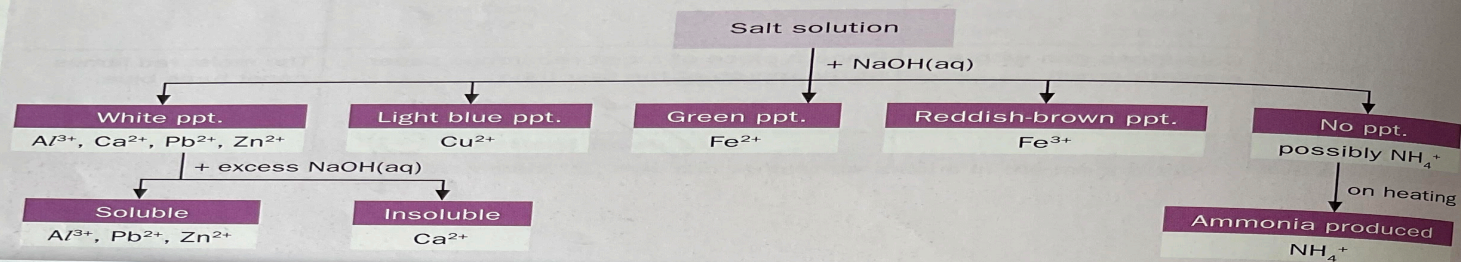 Salt solution
+ NaOH(aq)
White ppt.
Al³⁺, Ca²⁺, Pb²⁺, Zn²⁺
Light blue ppt.
Cu²⁺
Green ppt.
Fe²⁺
Reddish-brown ppt.
Fe³⁺
No ppt.
possibly NH₄⁺
+ excess NaOH(aq)
on heating
Soluble
Al³⁺, Pb²⁺, Zn²⁺
Insoluble
Ca²⁺
Ammonia produced
NH₄⁺